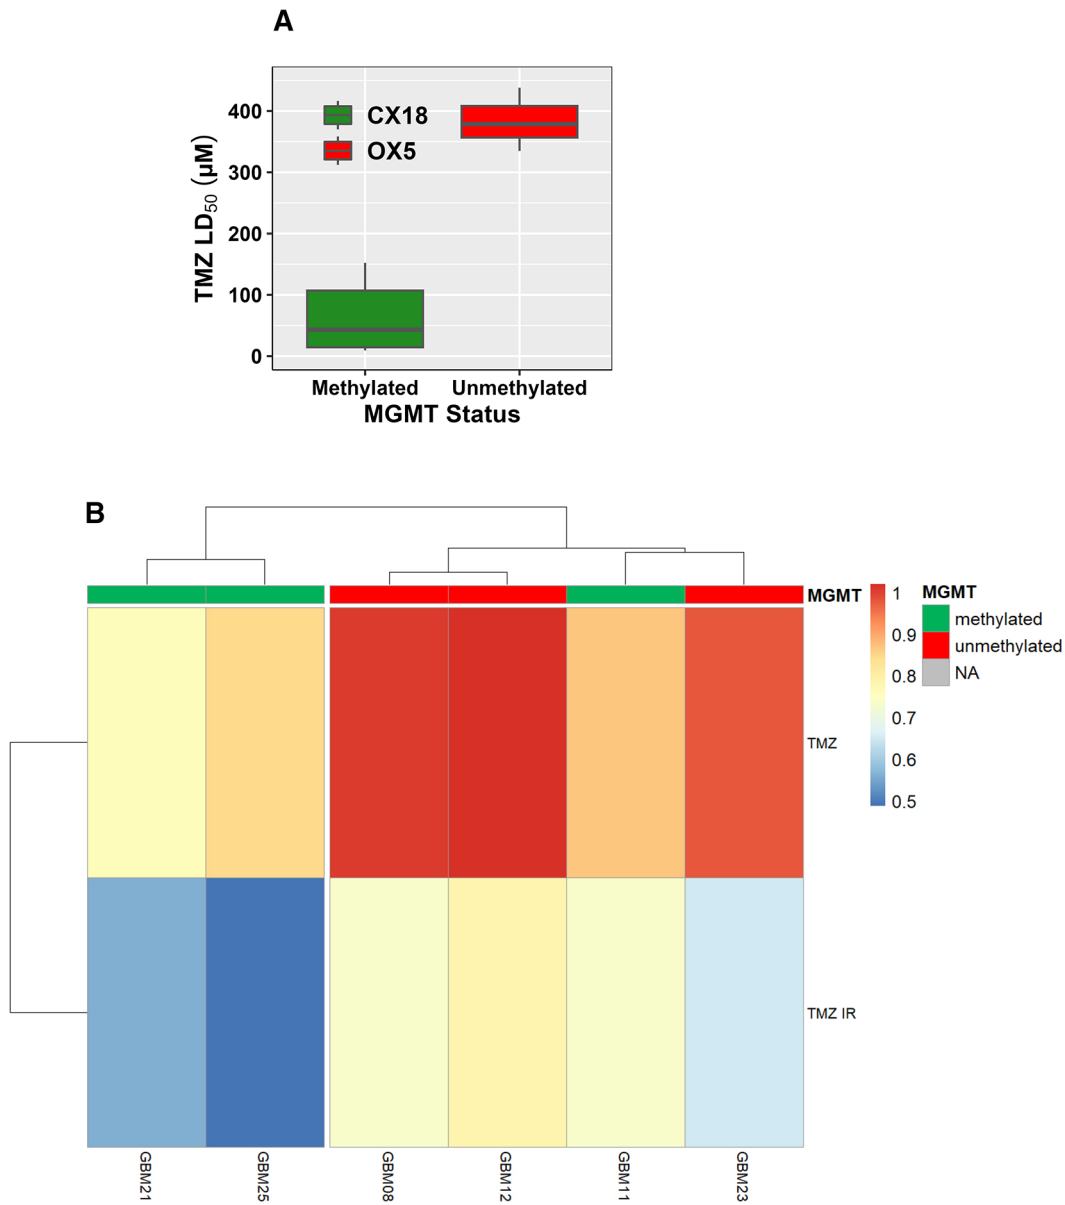 A
TMZ LD50 (µM)
400
300
200
100
0
CX18
OX5
Methylated Unmethylated
MGMT Status
B
MGMT
1
0.9
0.8
0.7
0.6
0.5
MGMT
methylated
unmethylated
NA
TMZ
TMZ IR
GBM21
GBM25
GBM08
GBM12
GBM11
GBM23